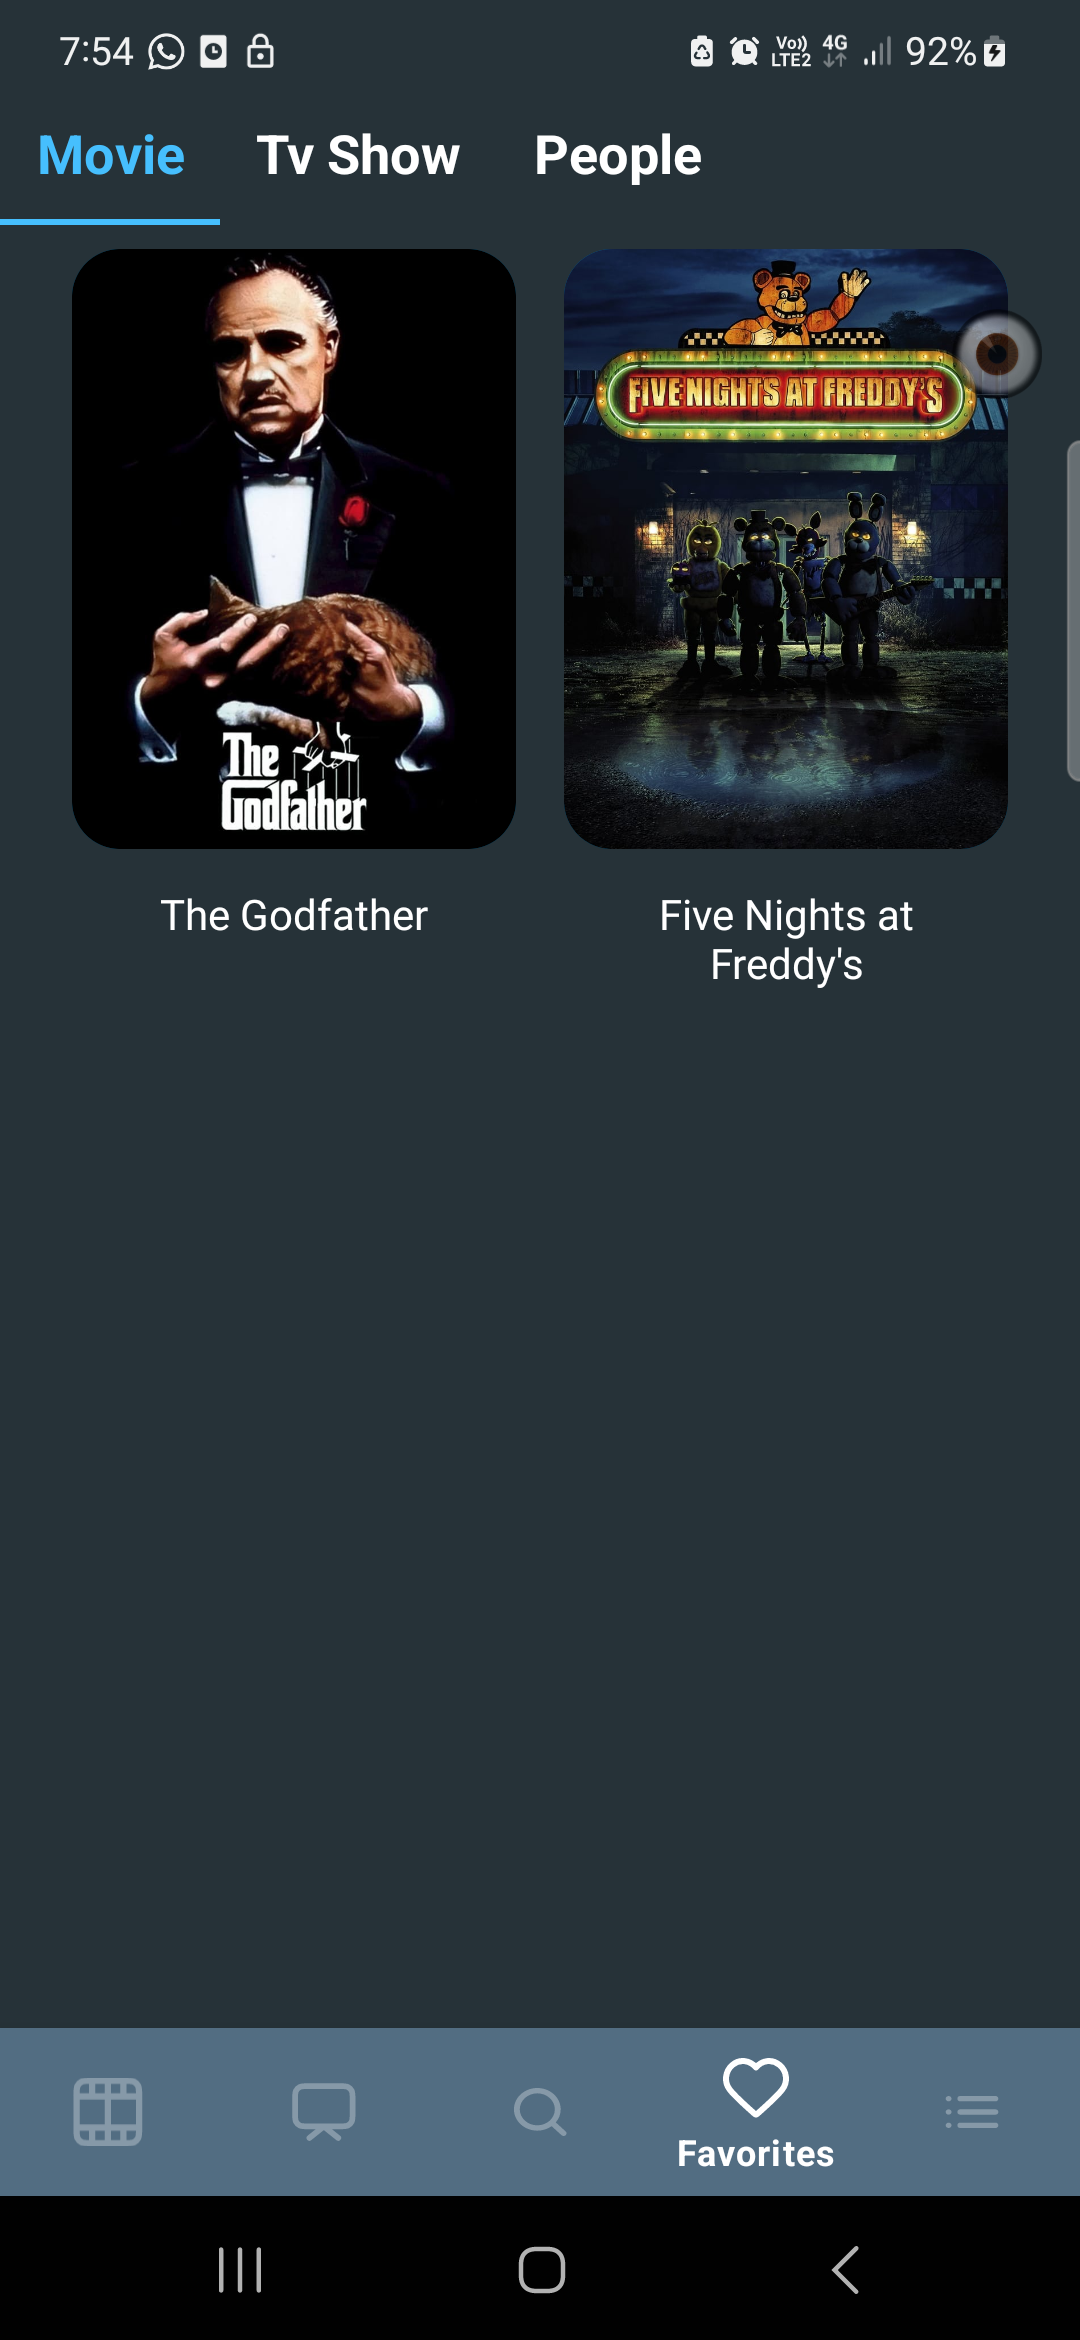 7:54 Vo)) LTE2 4G 92%
Movie Tv Show People
The Godfather
FIVE NIGHTS AT FREDDY'S
The Godfather
Five Nights at
Freddy's
Favorites